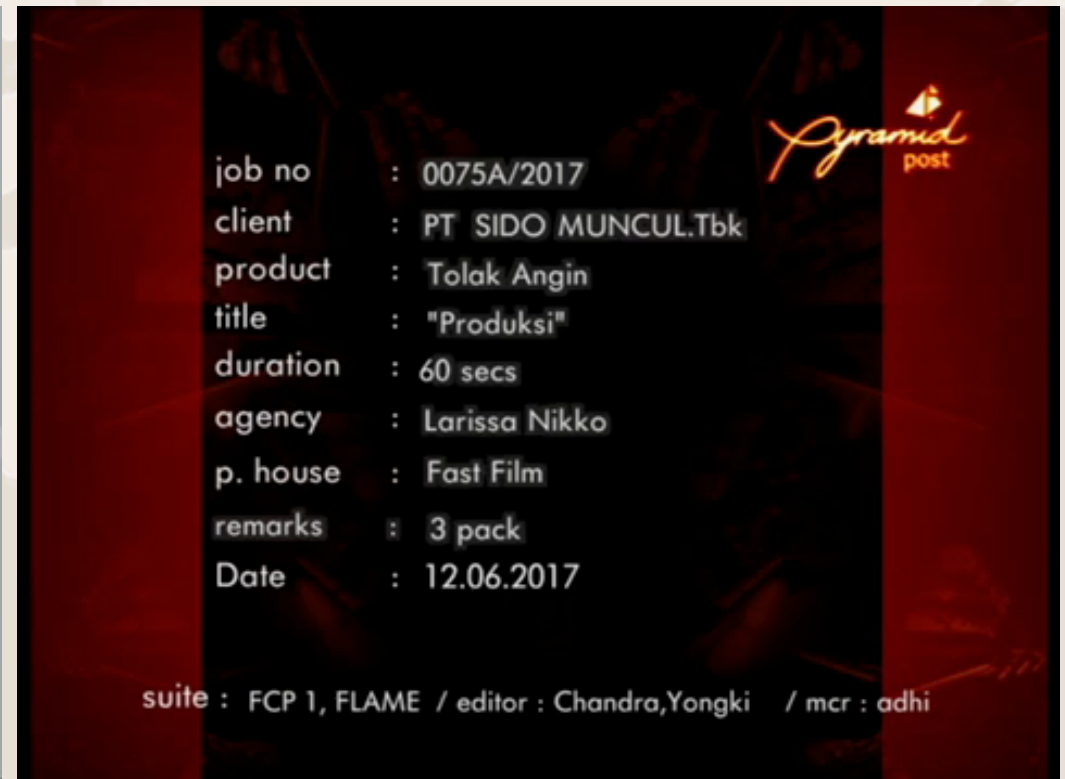 Pyramid
post
job no : 0075A/2017
client : PT SIDO MUNCUL.Tbk
product : Tolak Angin
title : "Produksi"
duration : 60 secs
agency : Larissa Nikko
p. house : Fast Film
remarks : 3 pack
Date : 12.06.2017
suite : FCP 1, FLAME / editor : Chandra,Yongki / mcr : adhi